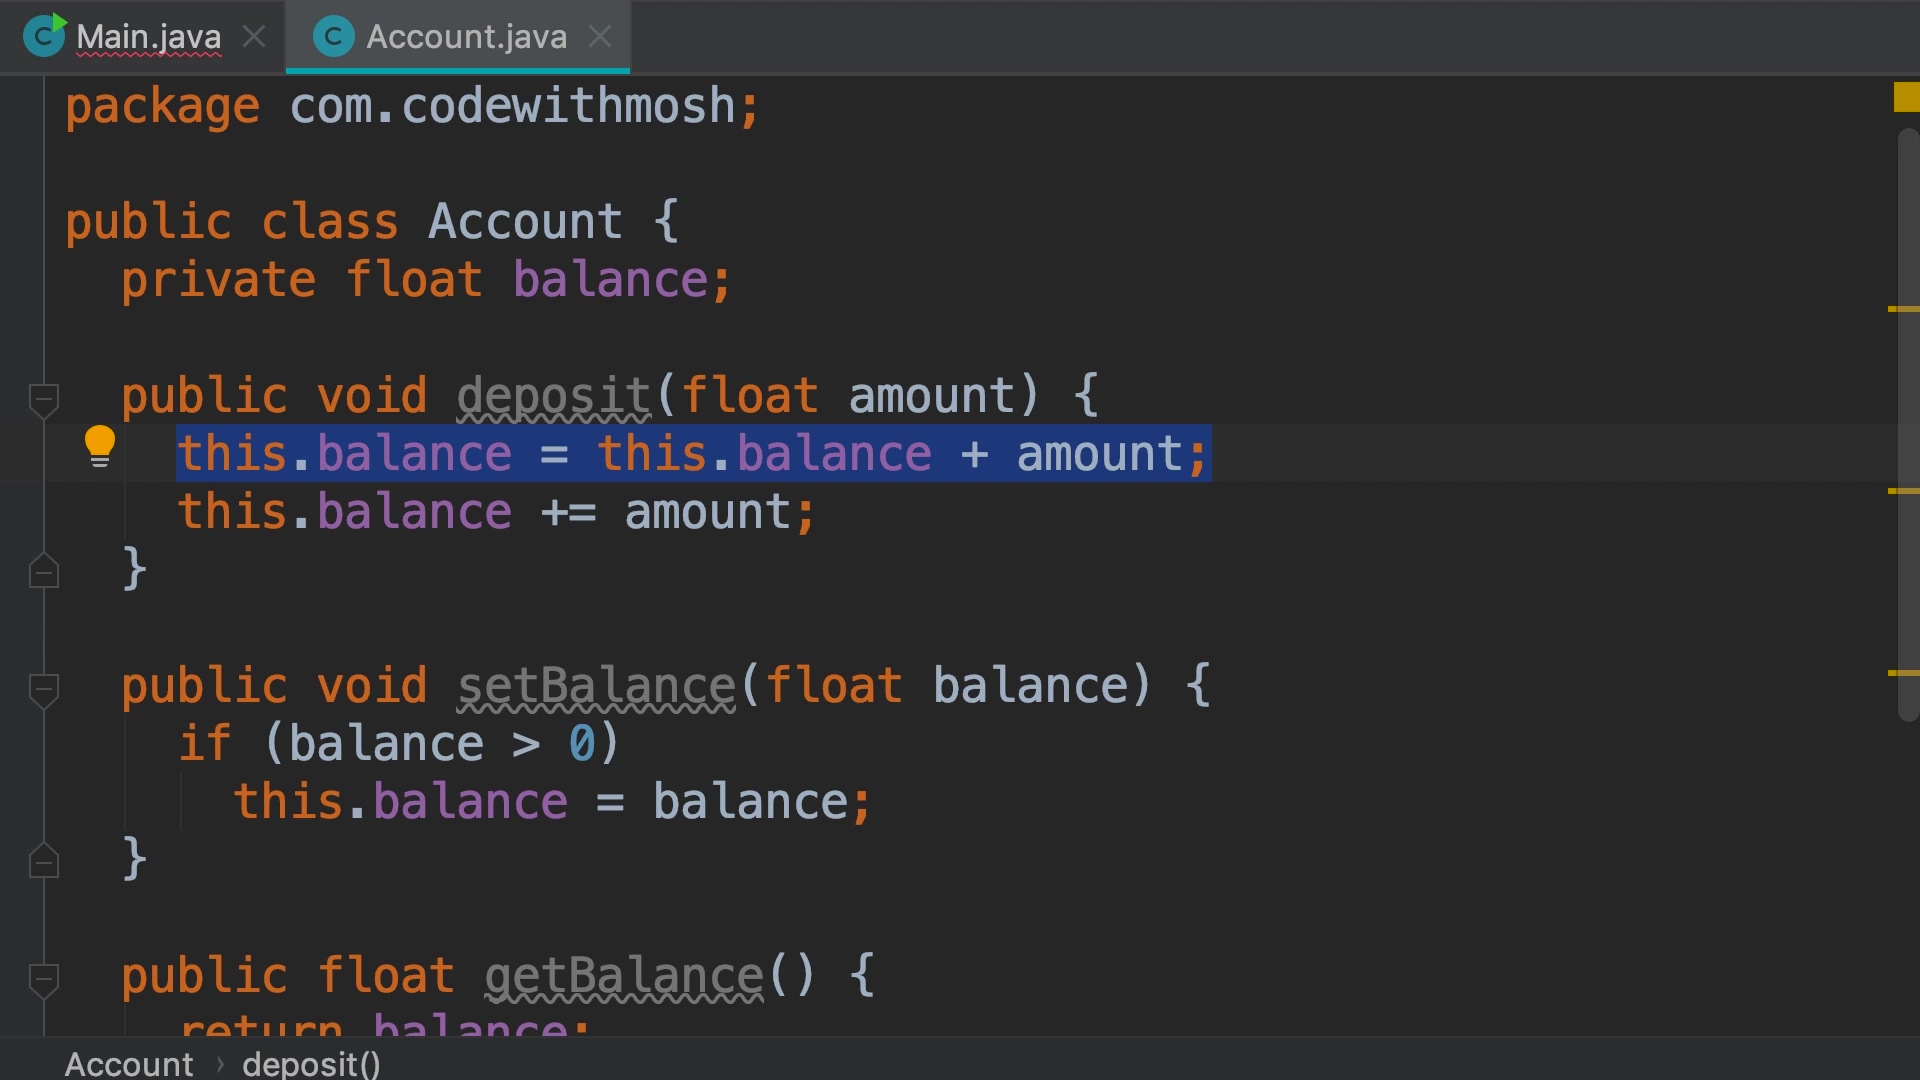 Main.java
Account.java
package com.codewithmosh;
public class Account {
private float balance;
public void deposit(float amount) {
this.balance = this.balance + amount;
this.balance += amount;
}
public void setBalance(float balance) {
if (balance > 0)
this.balance = balance;
}
public float getBalance() {
return balance;
Account › deposit()